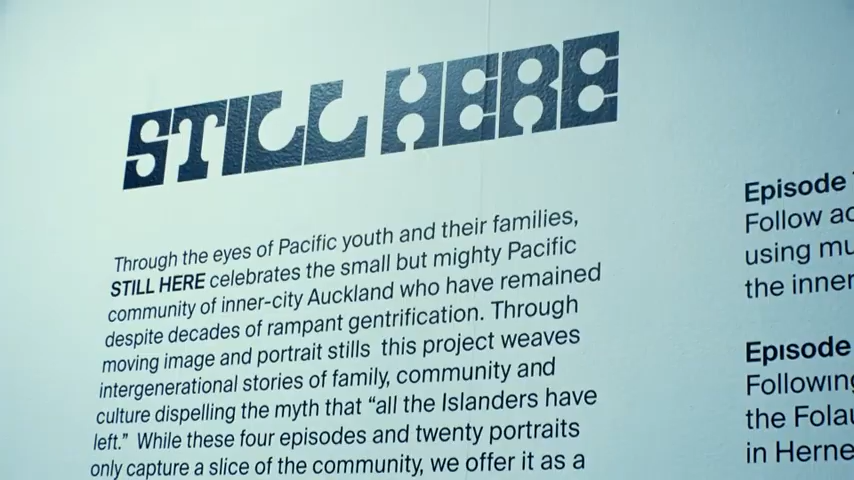 STILL HERE
Through the eyes of Pacific youth and their families,
STILL HERE celebrates the small but mighty Pacific
community of inner-city Auckland who have remained
despite decades of rampant gentrification. Through
moving image and portrait stills this project weaves
intergenerational stories of family, community and
culture dispelling the myth that “all the Islanders have
left.” While these four episodes and twenty portraits
only capture a slice of the community, we offer it as a
Episode
Follow
using
the inner
Episode
Following
the
in Herne